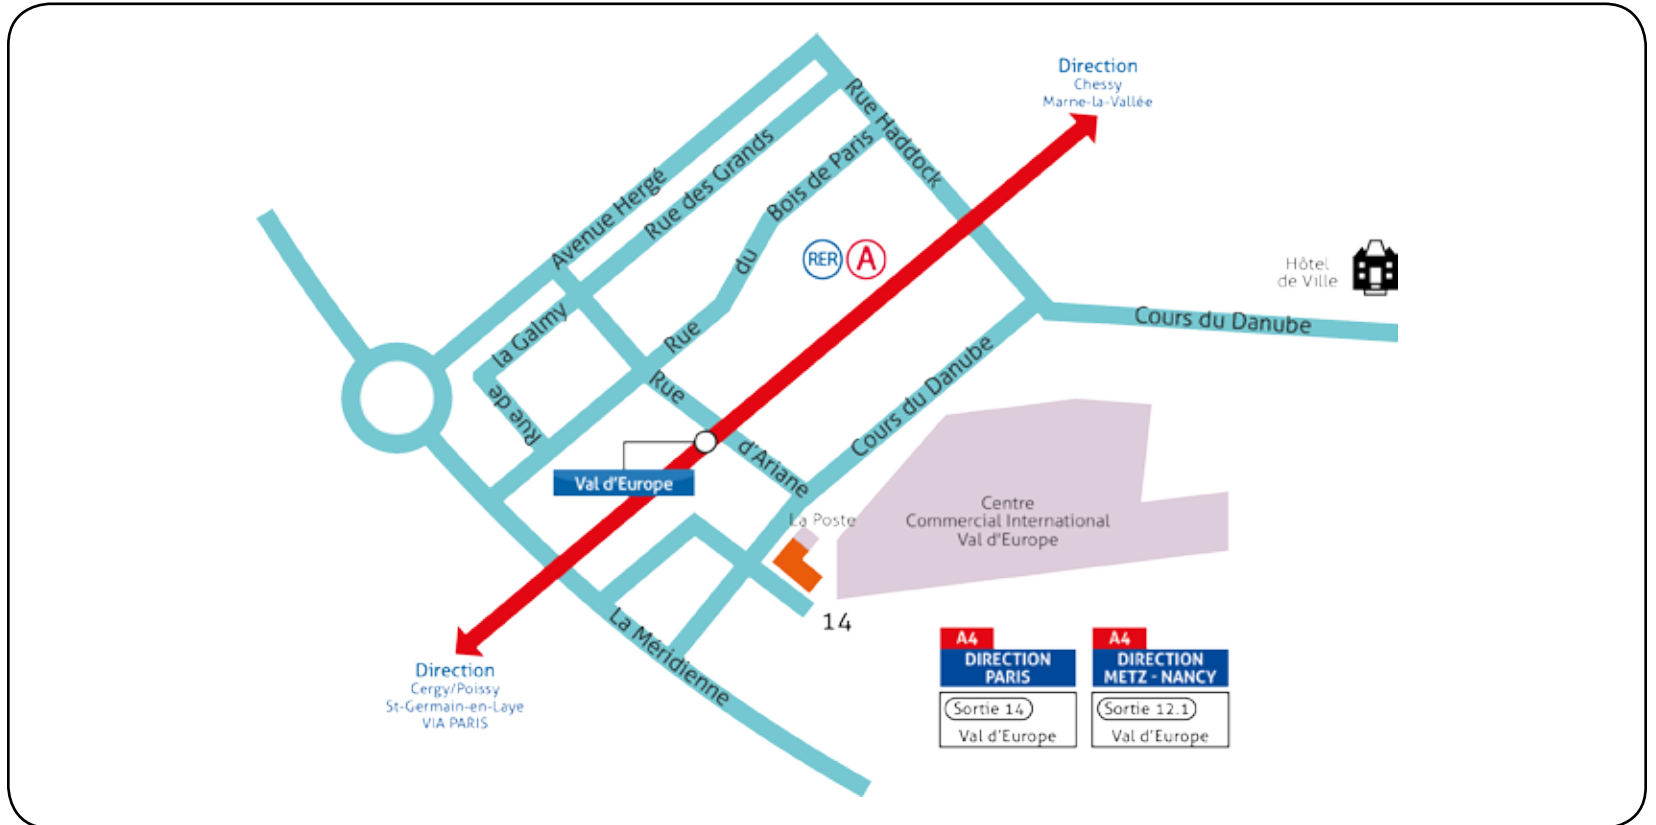 Direction
Chessy
Marne-la-Vallée
Rue Haddock
Avenue Hergé
Rue des Grands
Bois de Paris
du
Rue
RER A
Hôtel
de Ville
Cours du Danube
la Galmy
Rue de
Rue
d'Ariane
Cours du Danube
Val d'Europe
La Poste
Centre
Commercial International
Val d'Europe
14
La Méridienne
Direction
Cergy/Poissy
St-Germain-en-Laye
VIA PARIS
A4
DIRECTION
PARIS
Sortie 14
Val d'Europe
A4
DIRECTION
METZ - NANCY
Sortie 12.1
Val d'Europe